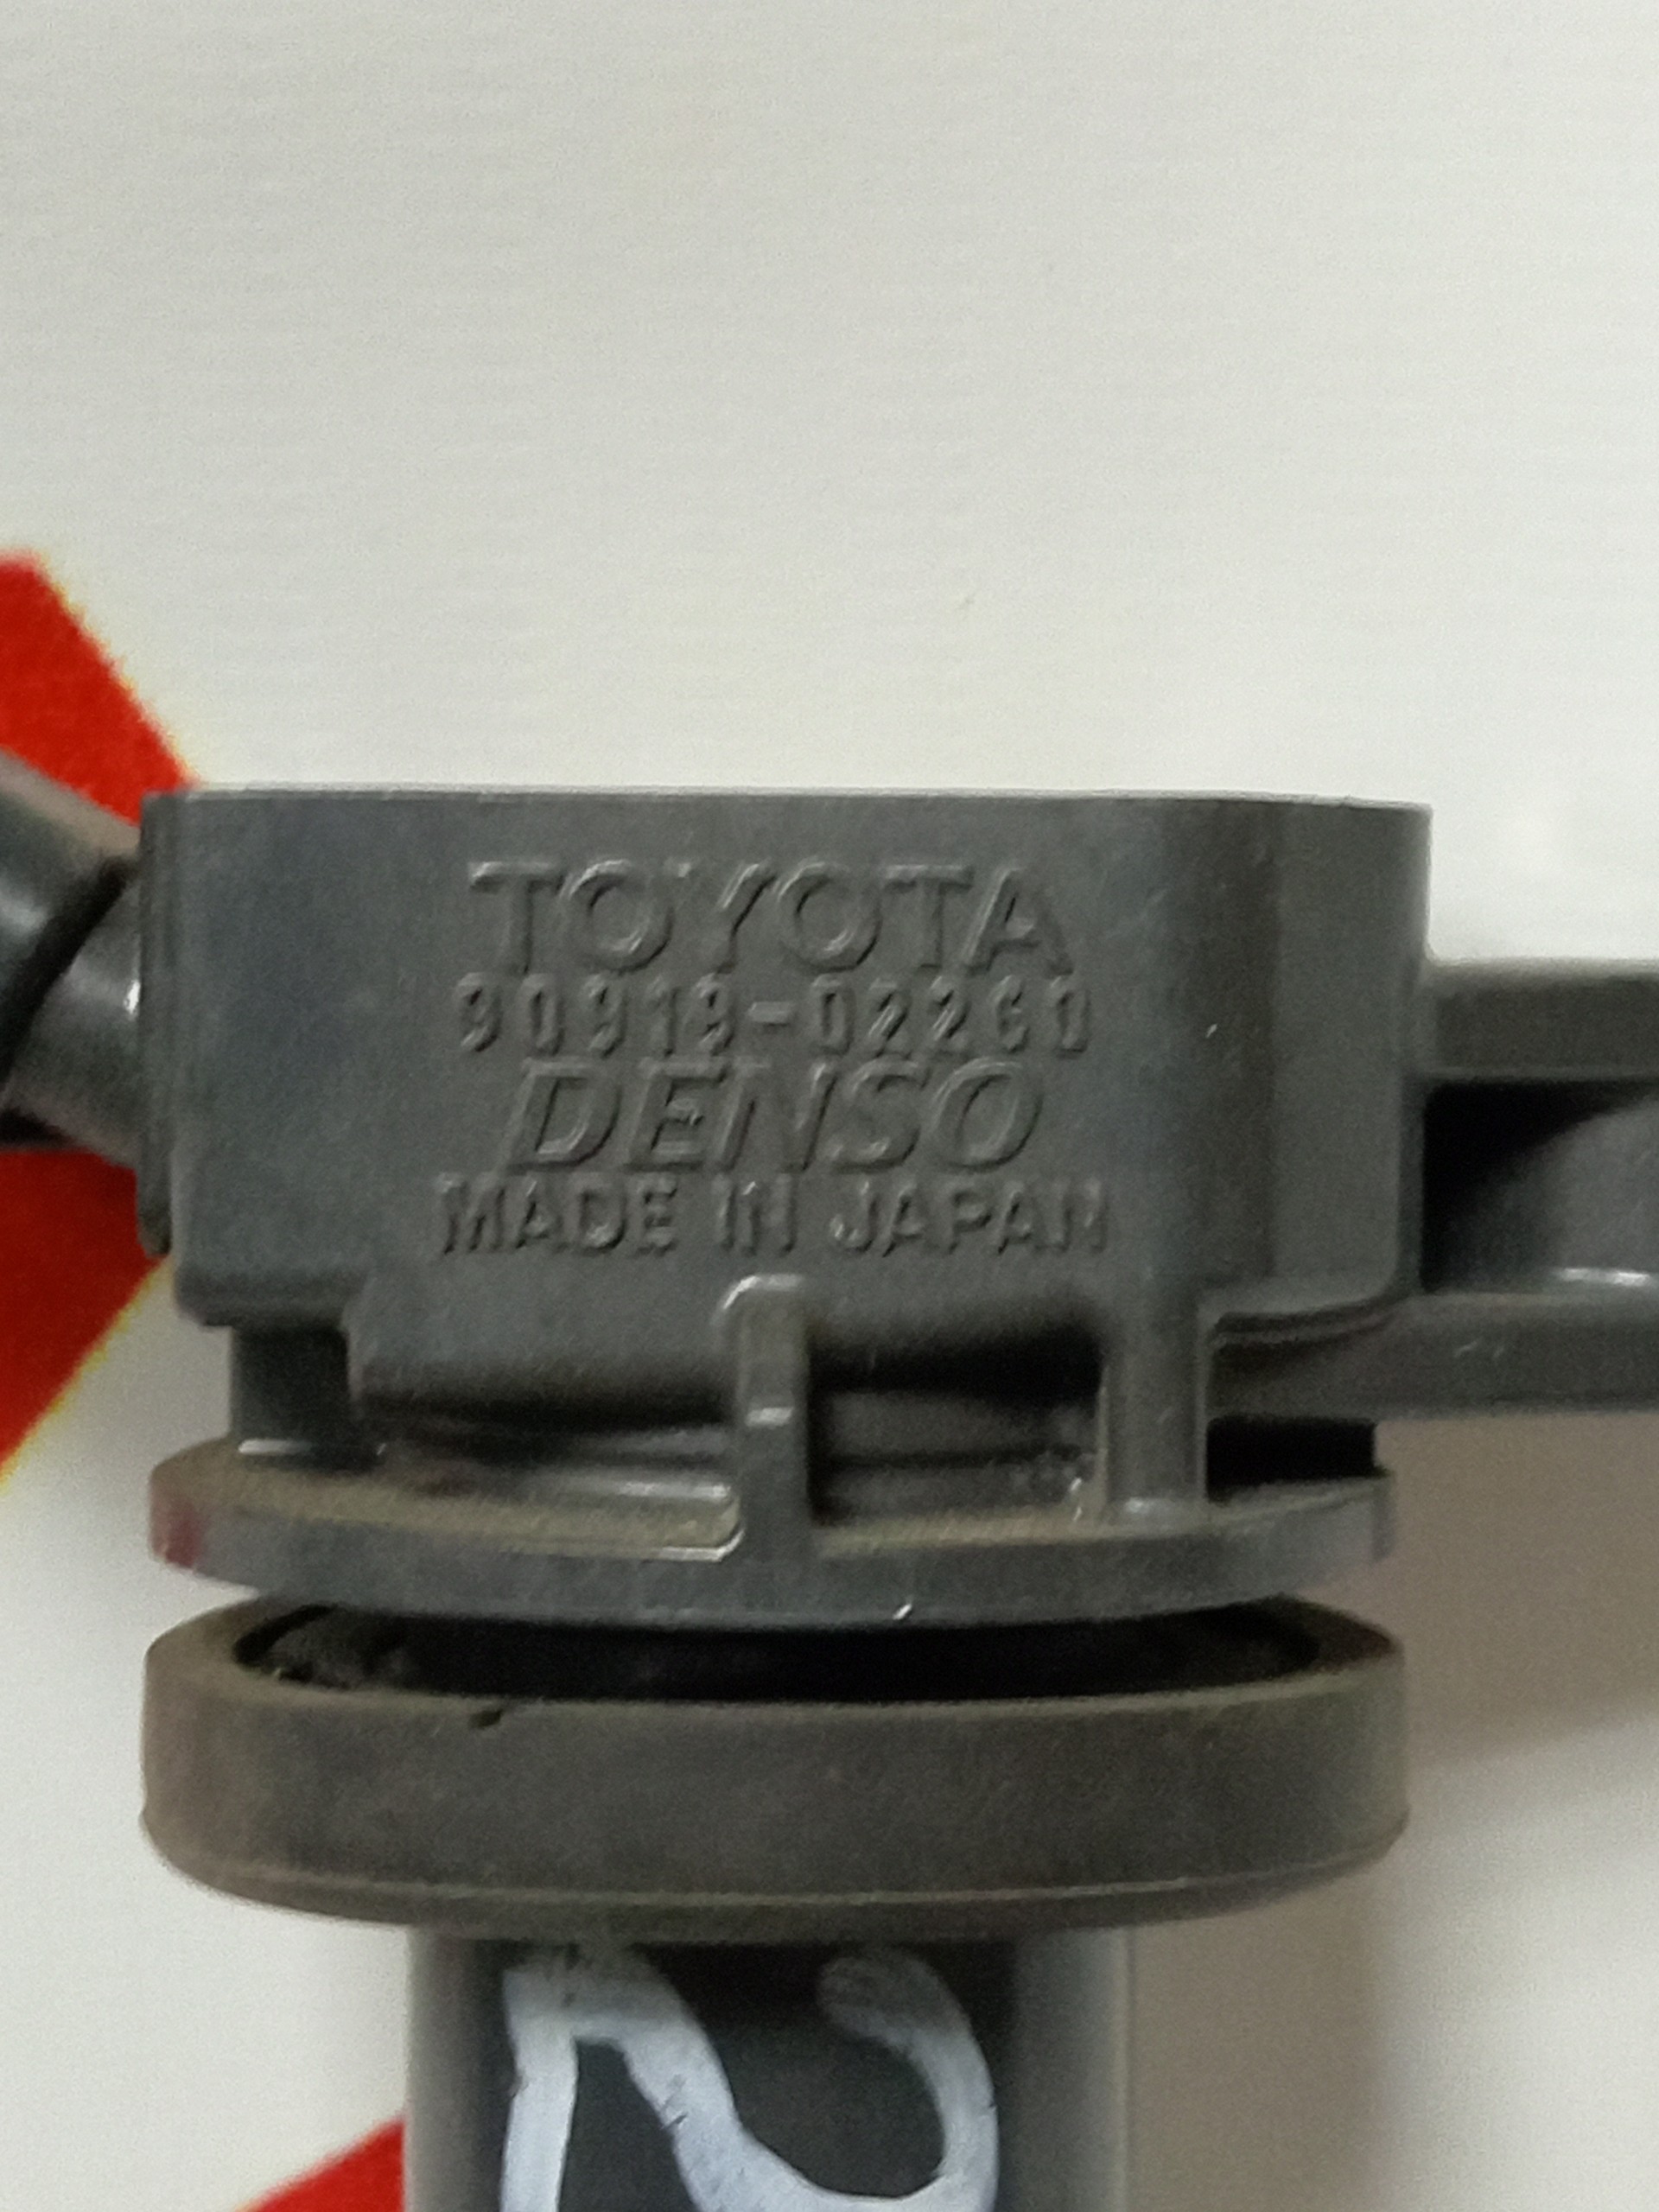 TOYOTA
90919-02260
DENSO
MADE IN JAPAN